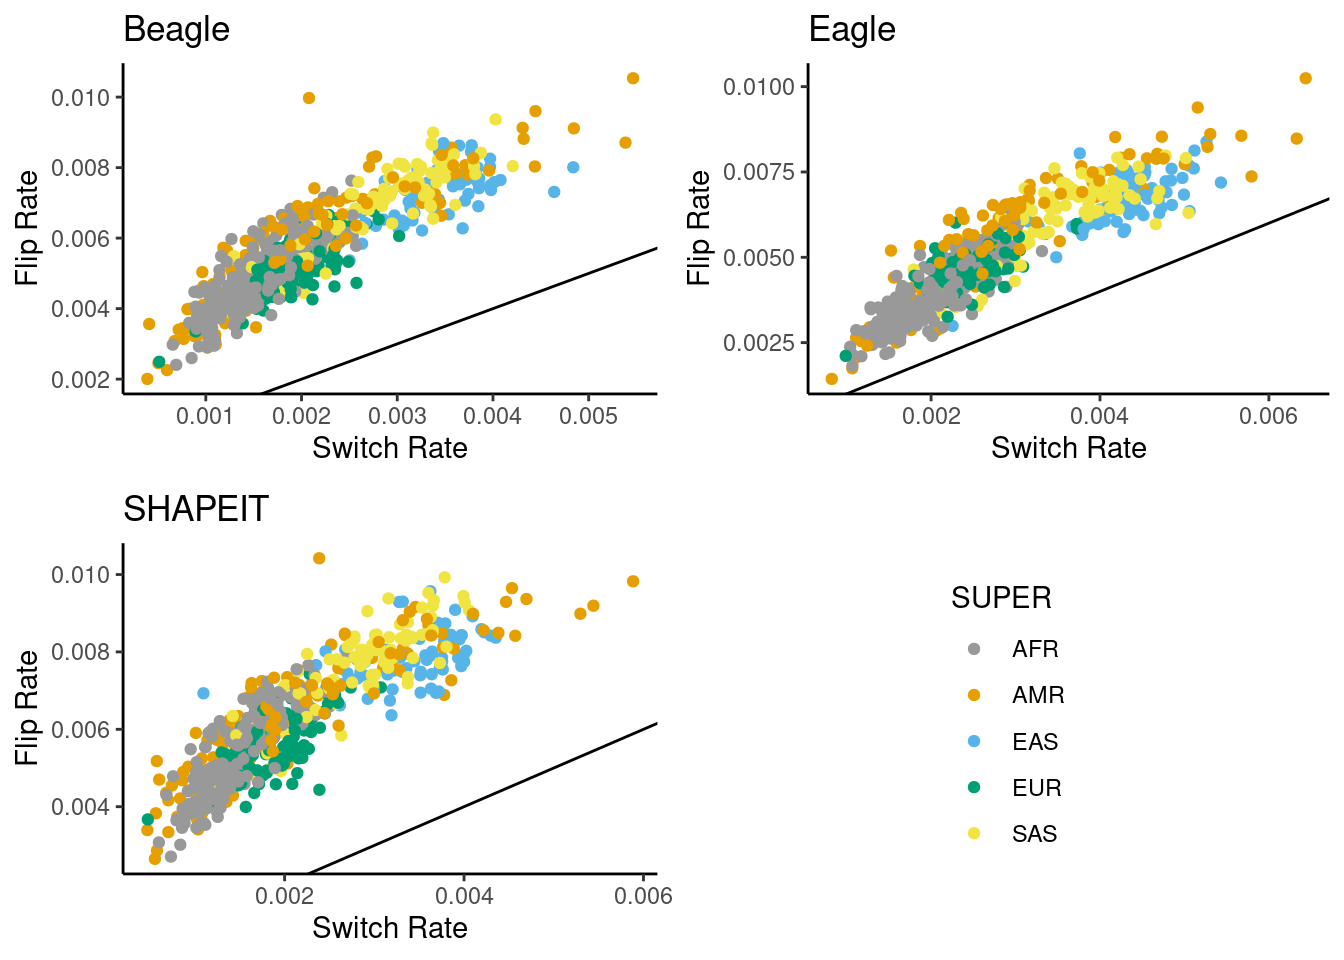 Beagle
Flip Rate
0.010
0.008
0.006
0.004
0.002
0.001 0.002 0.003 0.004 0.005
Switch Rate
Eagle
Flip Rate
0.0100
0.0075
0.0050
0.0025
0.002 0.004 0.006
Switch Rate
SHAPEIT
Flip Rate
0.010
0.008
0.006
0.004
0.002 0.004 0.006
Switch Rate
SUPER
AFR
AMR
EAS
EUR
SAS